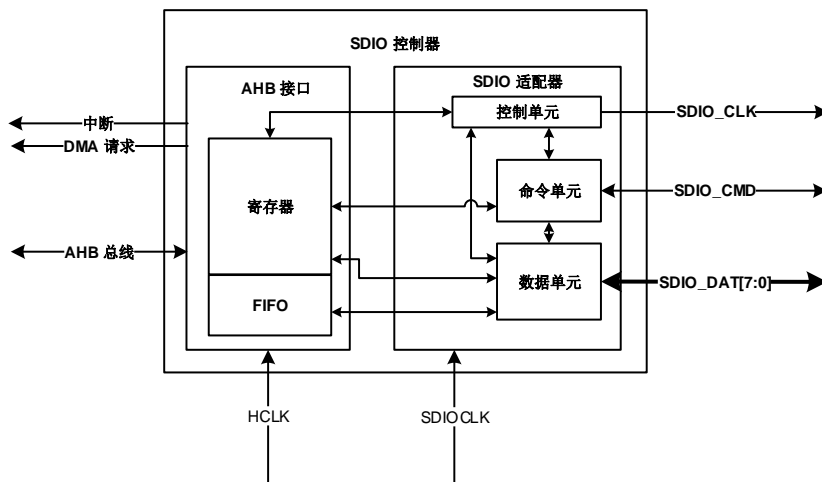 SDIO 控制器
AHB 接口
SDIO 适配器
控制单元
SDIO_CLK
中断
DMA 请求
寄存器
命令单元
SDIO_CMD
AHB 总线
数据单元
SDIO_DAT[7:0]
FIFO
HCLK
SDIOCLK